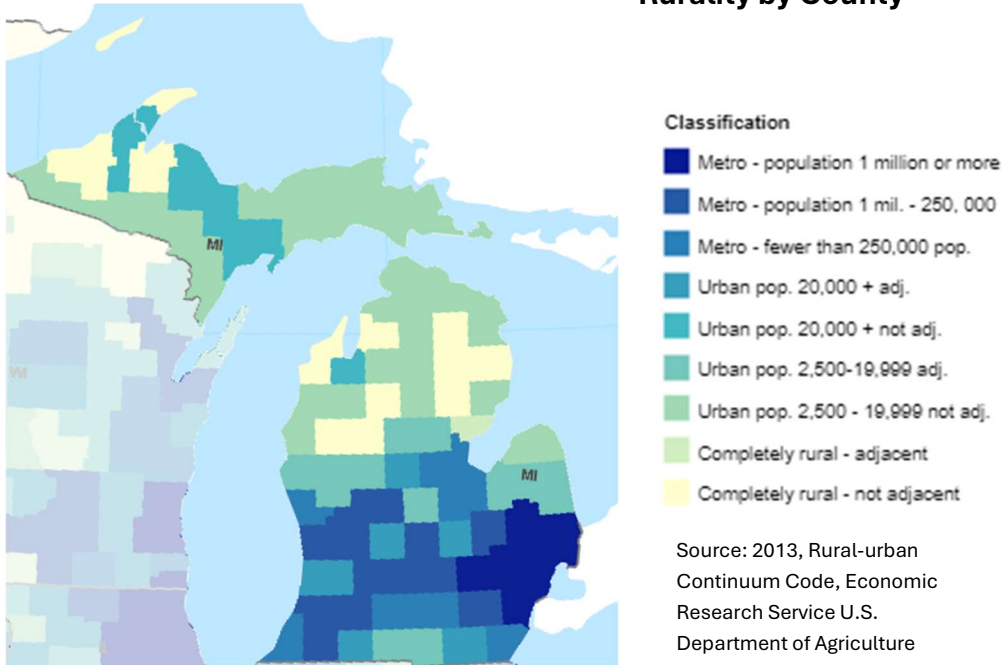 Rurality by County
Classification
Metro - population 1 million or more
Metro - population 1 mil. - 250, 000
Metro - fewer than 250,000 pop.
Urban pop. 20,000 + adj.
Urban pop. 20,000 + not adj.
Urban pop. 2,500-19,999 adj.
Urban pop. 2,500 - 19,999 not adj.
Completely rural - adjacent
Completely rural - not adjacent
MI
WI
MI
Source: 2013, Rural-urban
Continuum Code, Economic
Research Service U.S.
Department of Agriculture